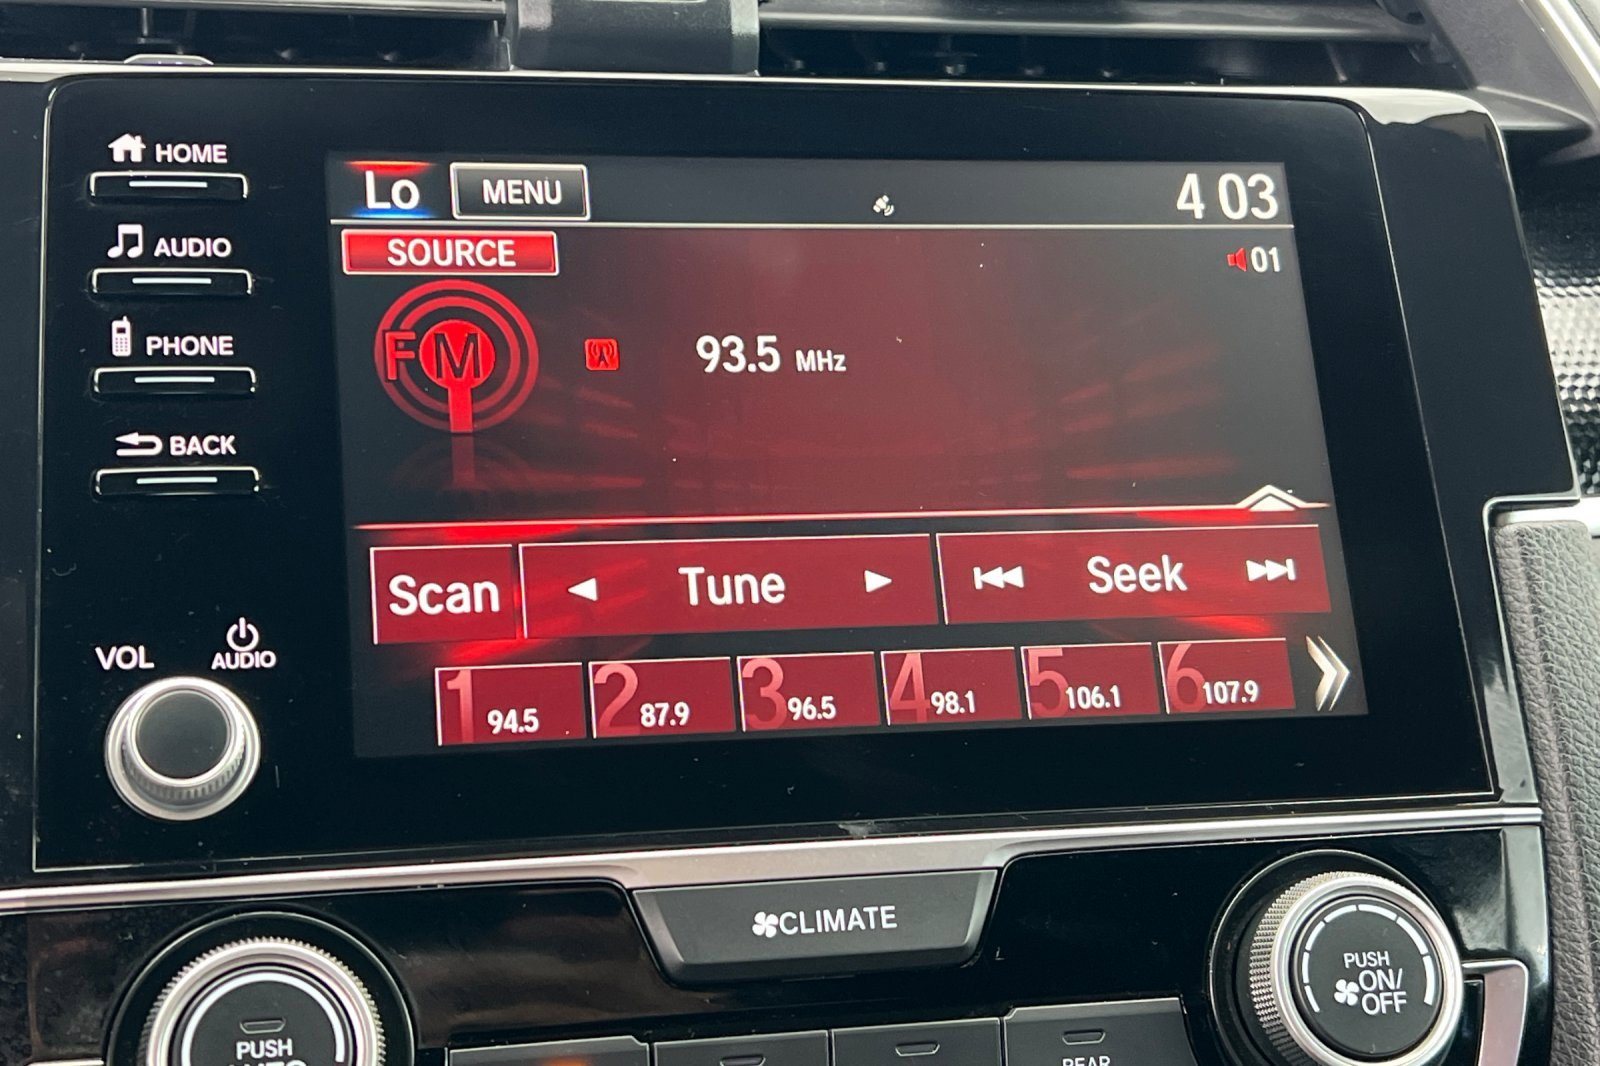 HOME
AUDIO
PHONE
BACK
VOL
AUDIO
Lo
MENU
4 03
SOURCE
01
FM
93.5 MHz
Scan
Tune
Seek
1 94.5
2 87.9
3 96.5
4 98.1
5 106.1
6 107.9
CLIMATE
PUSH
ON/
OFF
PUSH
AUTO
REAR